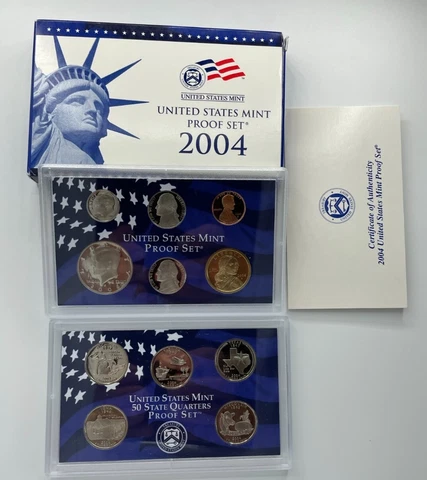 UNITED STATES MINT
UNITED STATES MINT
PROOF SET®
2004
Certificate of Authenticity
2004 United States Mint Proof Set®
UNITED STATES MINT
PROOF SET®
UNITED STATES MINT
50 STATE QUARTERS
PROOF SET™